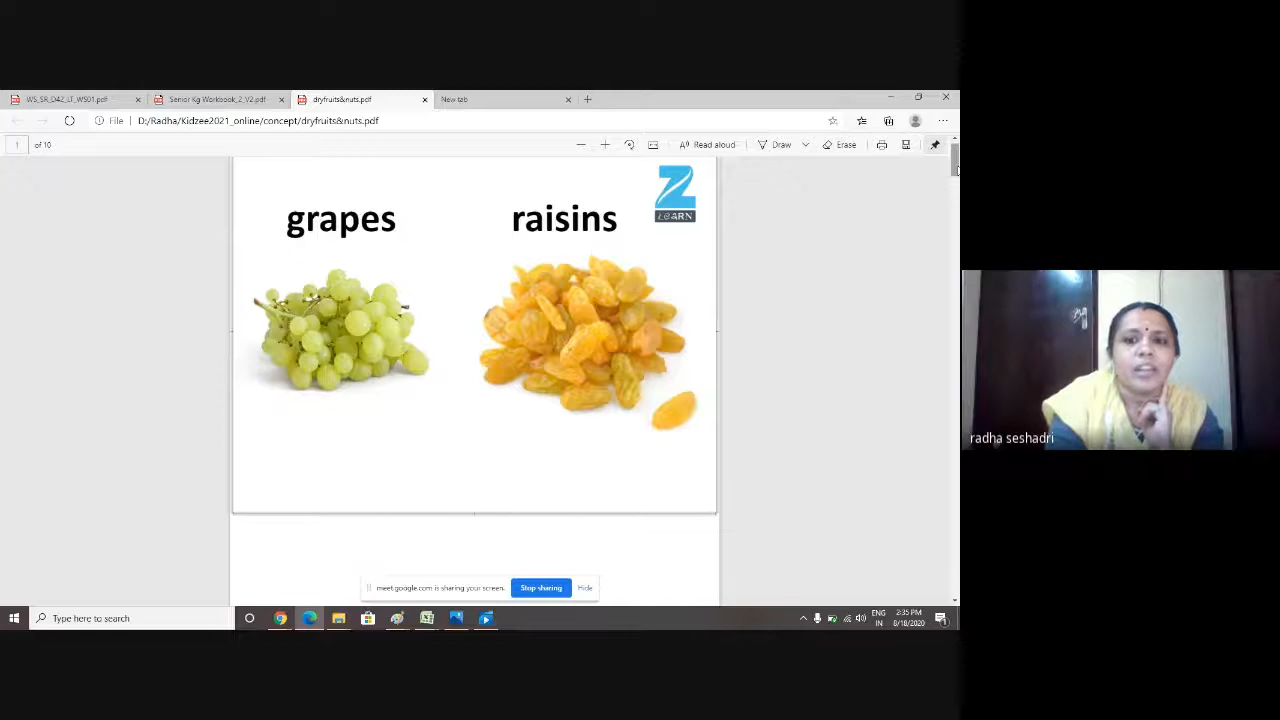 WS_SR_D42_LT_WS01.pdf
Senior Kg Workbook_2_V2.pdf
dryfruits&nuts.pdf
New tab
File D:/Radha/Kidzee2021_online/concept/dryfruits&nuts.pdf
1 of 10
Read aloud
Draw
Erase
grapes
raisins
Z
LeARN
radha seshadri
meet.google.com is sharing your screen.
Stop sharing
Hide
Type here to search
ENG
IN
2:35 PM
8/18/2020